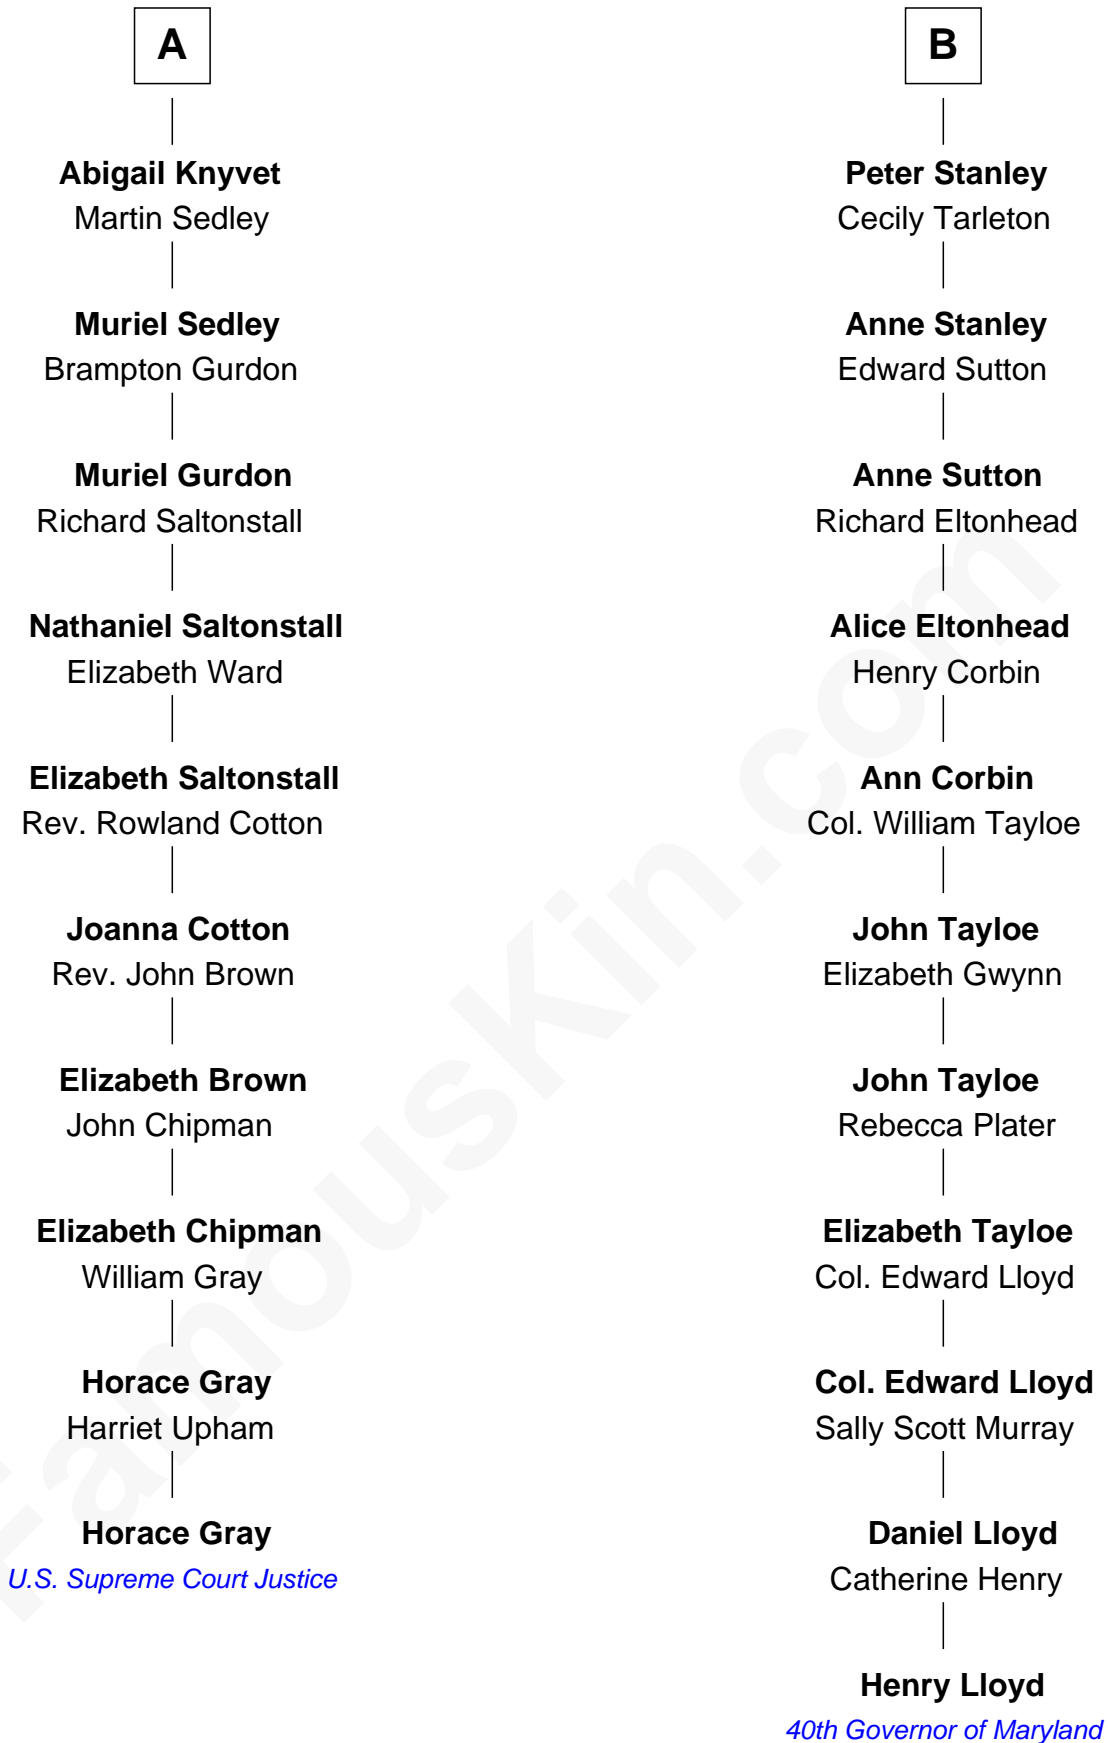 A
Abigail Knyvet
Martin Sedley
Muriel Sedley
Brampton Gurdon
Muriel Gurdon
Richard Saltonstall
Nathaniel Saltonstall
Elizabeth Ward
Elizabeth Saltonstall
Rev. Rowland Cotton
Joanna Cotton
Rev. John Brown
Elizabeth Brown
John Chipman
Elizabeth Chipman
William Gray
Horace Gray
Harriet Upham
Horace Gray
U.S. Supreme Court Justice
B
Peter Stanley
Cecily Tarleton
Anne Stanley
Edward Sutton
Anne Sutton
Richard Eltonhead
Alice Eltonhead
Henry Corbin
Ann Corbin
Col. William Tayloe
John Tayloe
Elizabeth Gwynn
John Tayloe
Rebecca Plater
Elizabeth Tayloe
Col. Edward Lloyd
Col. Edward Lloyd
Sally Scott Murray
Daniel Lloyd
Catherine Henry
Henry Lloyd
40th Governor of Maryland
FamousKin.com